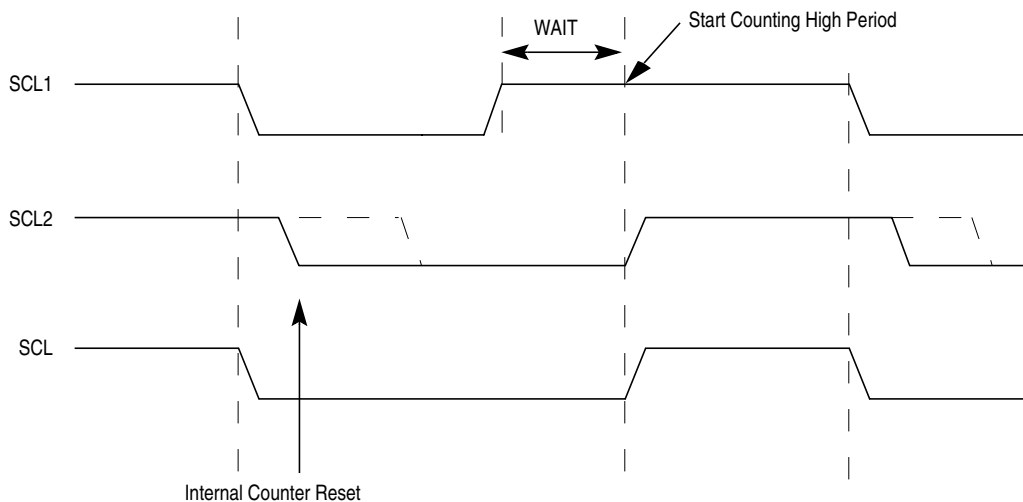 Start Counting High Period
WAIT
SCL1
SCL2
SCL
Internal Counter Reset